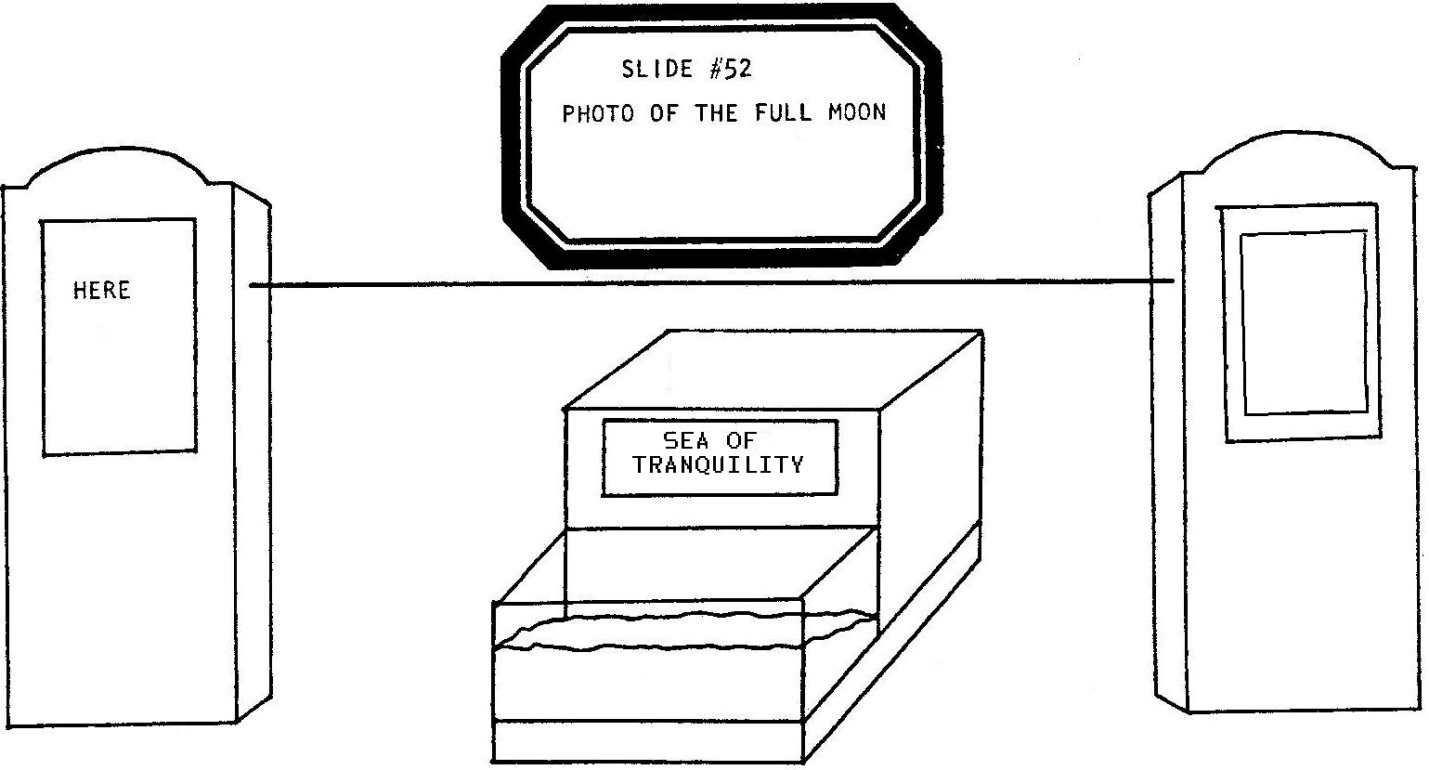 SLIDE #52
PHOTO OF THE FULL MOON
HERE
SEA OF
TRANQUILITY